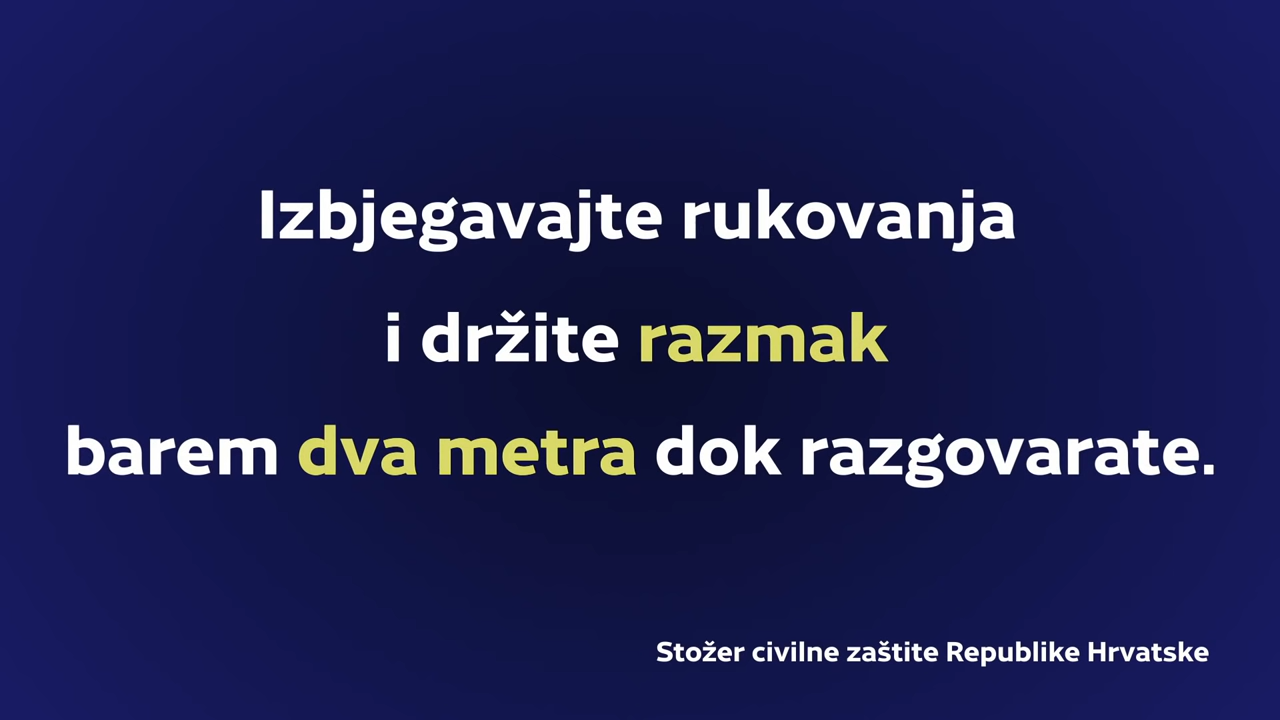 Izbjegavajte rukovanja
i držite razmak
barem dva metra dok razgovarate.
Stožer civilne zaštite Republike Hrvatske